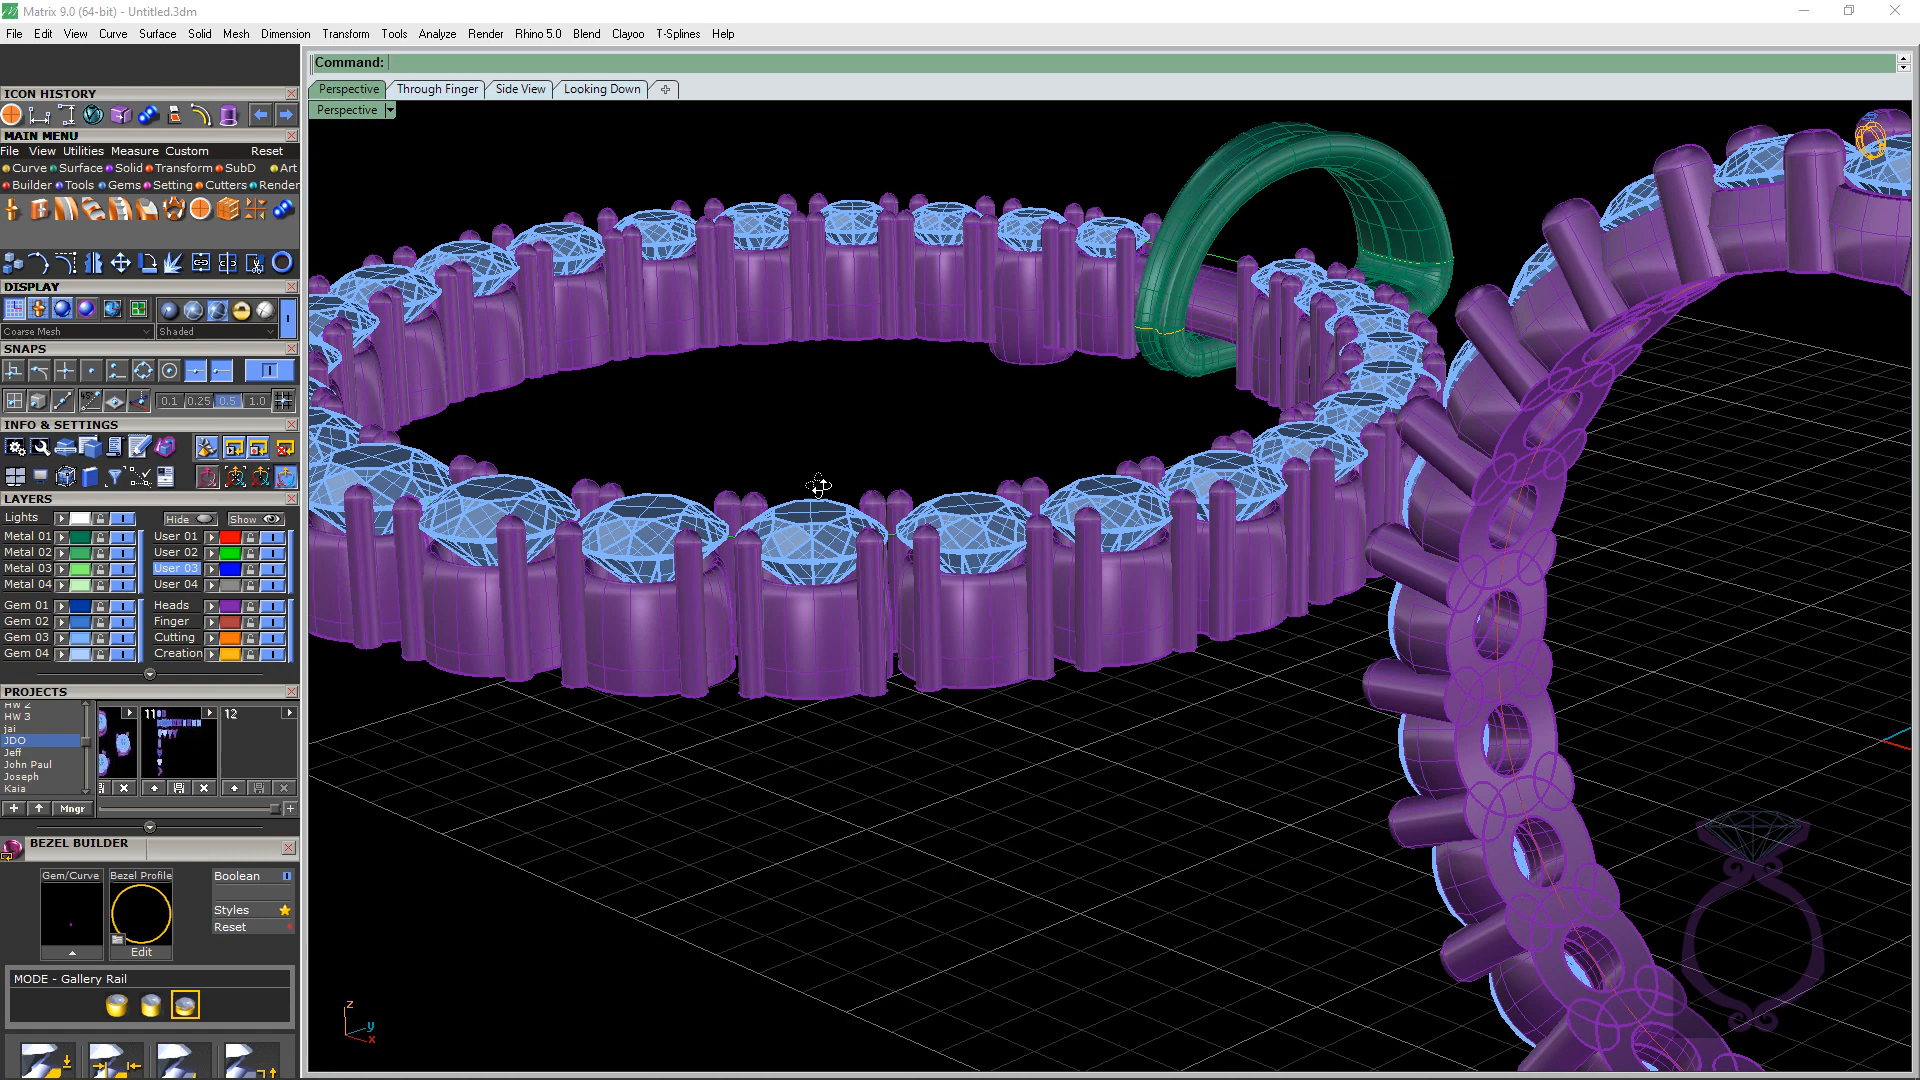 Matrix 9.0 (64-bit) - Untitled.3dm
File Edit View Curve Surface Solid Mesh Dimension Transform Tools Analyze Render Rhino 5.0 Blend Clayoo T-Splines Help
Command:
Perspective Through Finger Side View Looking Down
Perspective
ICON HISTORY
MAIN MENU
File View Utilities Measure Custom Reset
Curve Surface Solid Transform SubD Art
Builder Tools Gems Setting Cutters Render
DISPLAY
Coarse Mesh Shaded
SNAPS
0.1 0.25 0.5 1.0
INFO & SETTINGS
LAYERS
Lights Hide Show
Metal 01 User 01
Metal 02 User 02
Metal 03 User 03
Metal 04 User 04
Gem 01 Heads
Gem 02 Finger
Gem 03 Cutting
Gem 04 Creation
PROJECTS
HW 2
HW 3
jai
JDO
Jeff
John Paul
Joseph
Kaia
11 12
Mngr
BEZEL BUILDER
Gem/Curve Bezel Profile Boolean
Styles
Reset
Edit
MODE - Gallery Rail
z
y
x